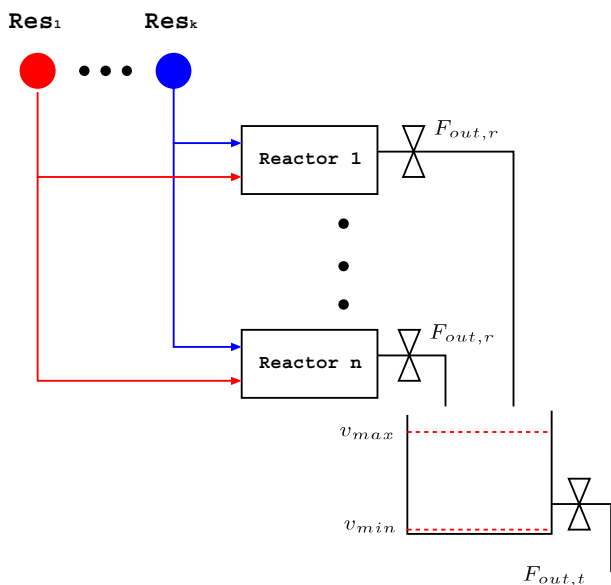 Res₁ Resₖ
F_{out,r}
Reactor 1
F_{out,r}
Reactor n
v_{max}
v_{min}
F_{out,t}